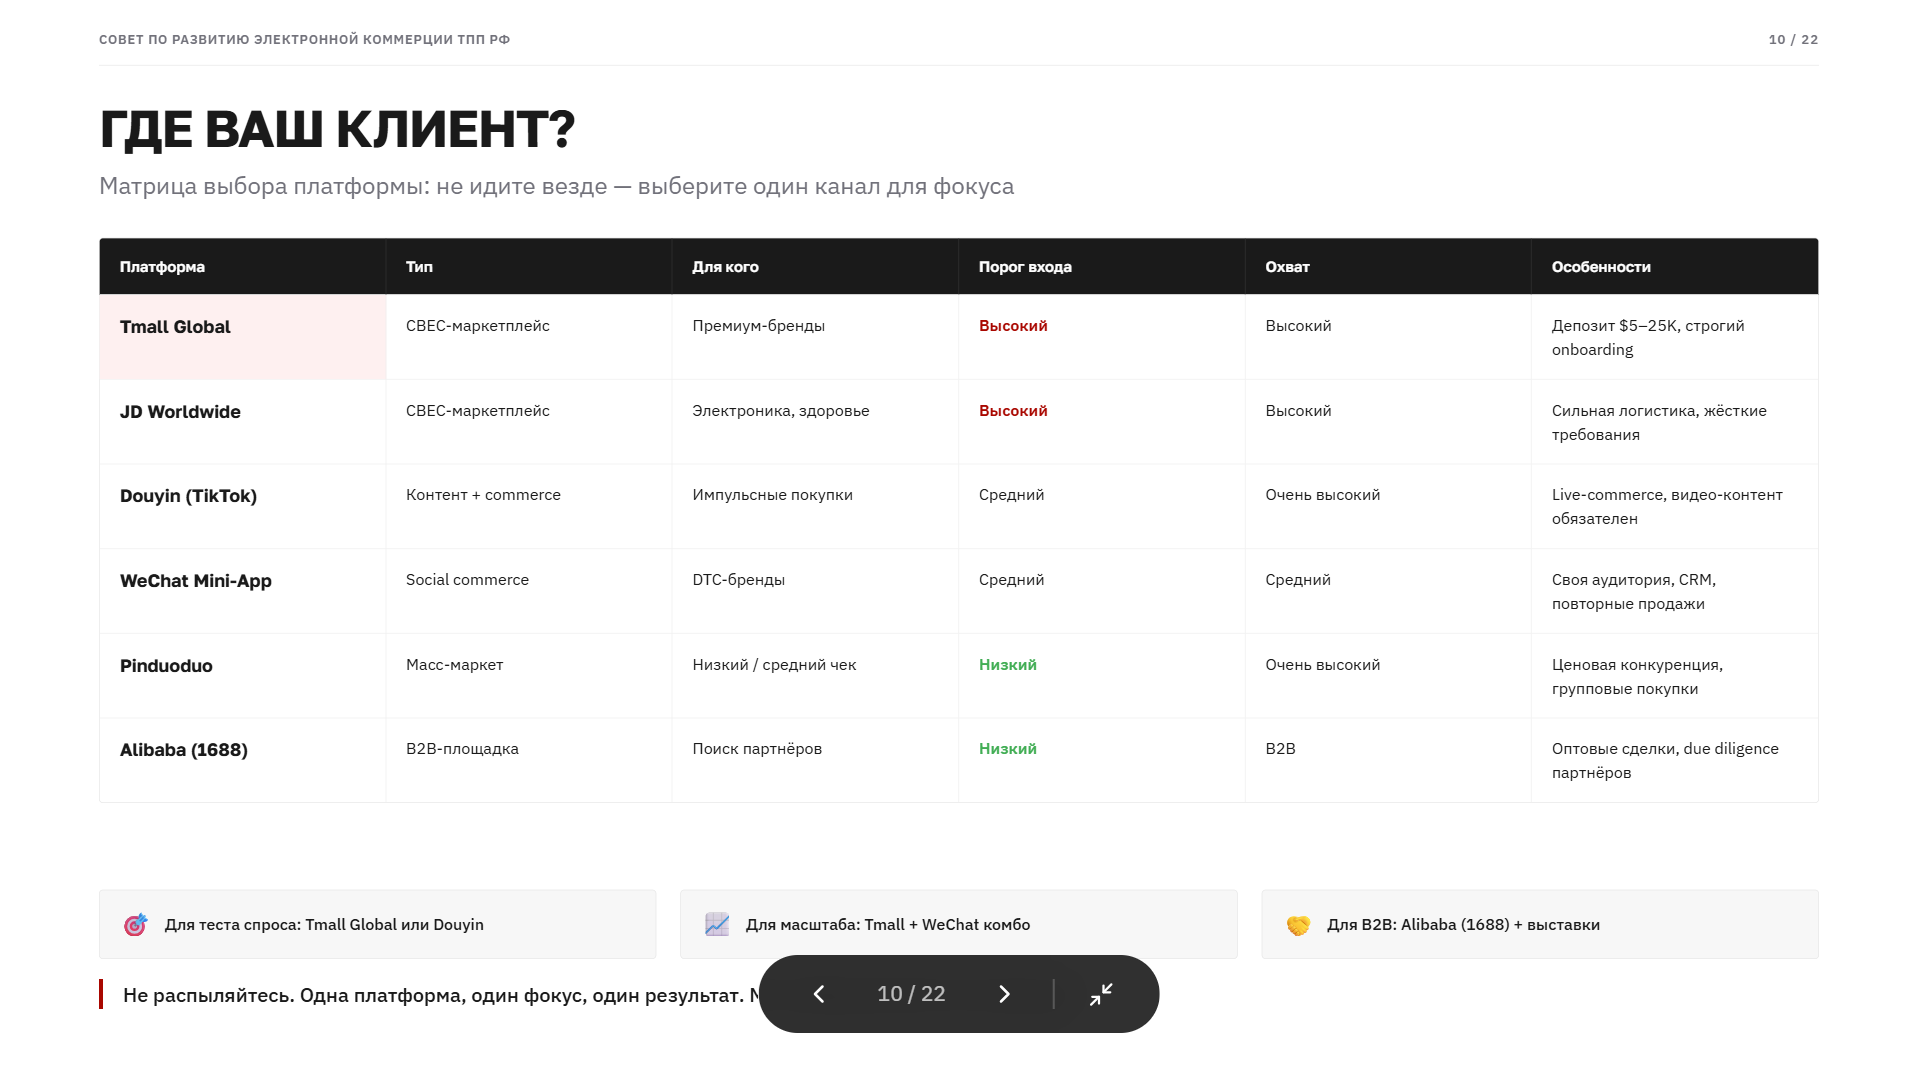 СОВЕТ ПО РАЗВИТИЮ ЭЛЕКТРОННОЙ КОММЕРЦИИ ТПП РФ
10 / 22
ГДЕ ВАШ КЛИЕНТ?
Матрица выбора платформы: не идите везде — выберите один канал для фокуса
Платформа Тип Для кого Порог входа Охват Особенности
Tmall Global CBEC-маркетплейс Премиум-бренды Высокий Высокий Депозит $5–25K, строгий
onboarding
JD Worldwide CBEC-маркетплейс Электроника, здоровье Высокий Высокий Сильная логистика, жёсткие
требования
Douyin (TikTok) Контент + commerce Импульсные покупки Средний Очень высокий Live-commerce, видео-контент
обязателен
WeChat Mini-App Social commerce DTC-бренды Средний Средний Своя аудитория, CRM,
повторные продажи
Pinduoduo Масс-маркет Низкий / средний чек Низкий Очень высокий Ценовая конкуренция,
групповые покупки
Alibaba (1688) B2B-площадка Поиск партнёров Низкий B2B Оптовые сделки, due diligence
партнёров
Для теста спроса: Tmall Global или Douyin
Для масштаба: Tmall + WeChat комбо
Для B2B: Alibaba (1688) + выставки
Не распыляйтесь. Одна платформа, один фокус, один результат.
10 / 22